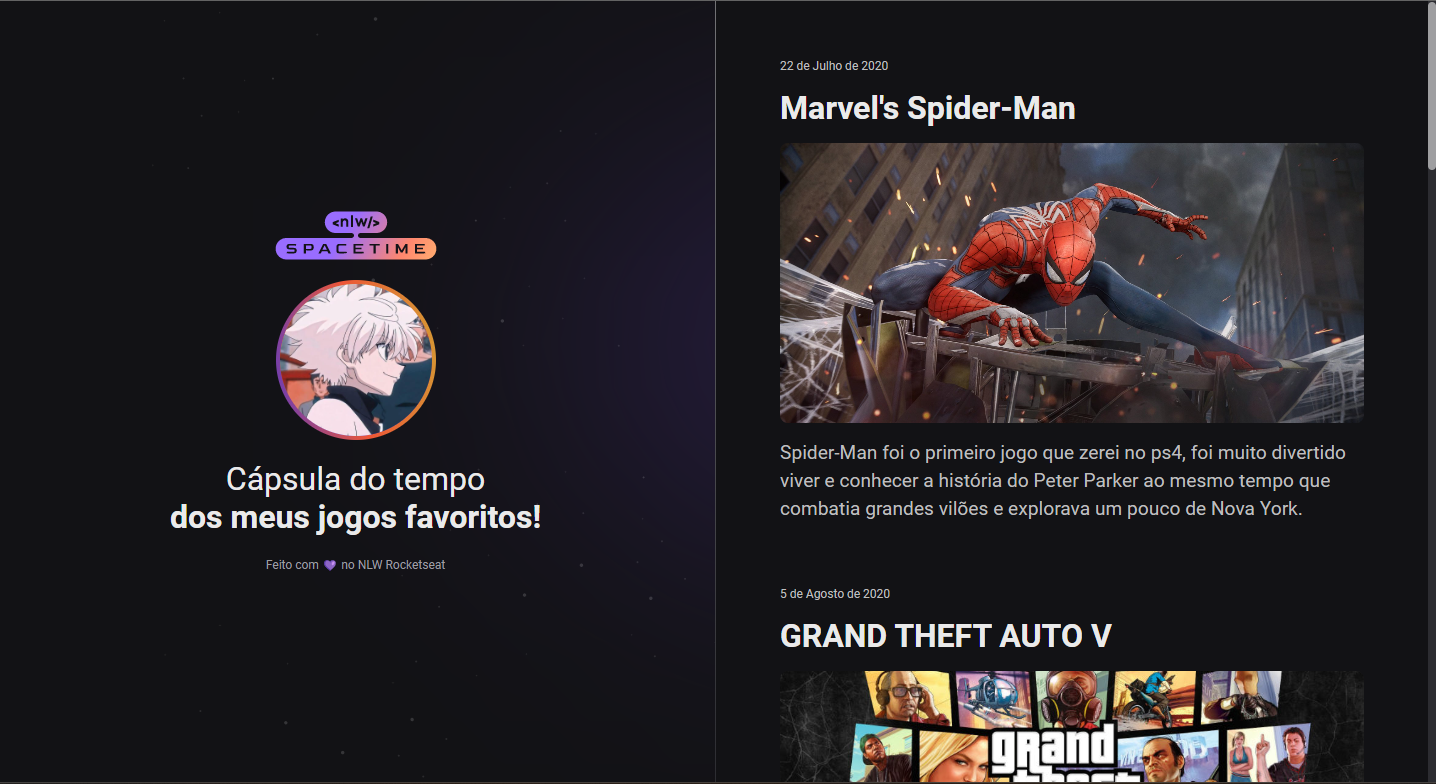 <nlw/>
SPACETIME
Cápsula do tempo
dos meus jogos favoritos!
Feito com 💜 no NLW Rocketseat
22 de Julho de 2020
Marvel's Spider-Man
Spider-Man foi o primeiro jogo que zerei no ps4, foi muito divertido
viver e conhecer a história do Peter Parker ao mesmo tempo que
combatia grandes vilões e explorava um pouco de Nova York.
5 de Agosto de 2020
GRAND THEFT AUTO V
grand
theft